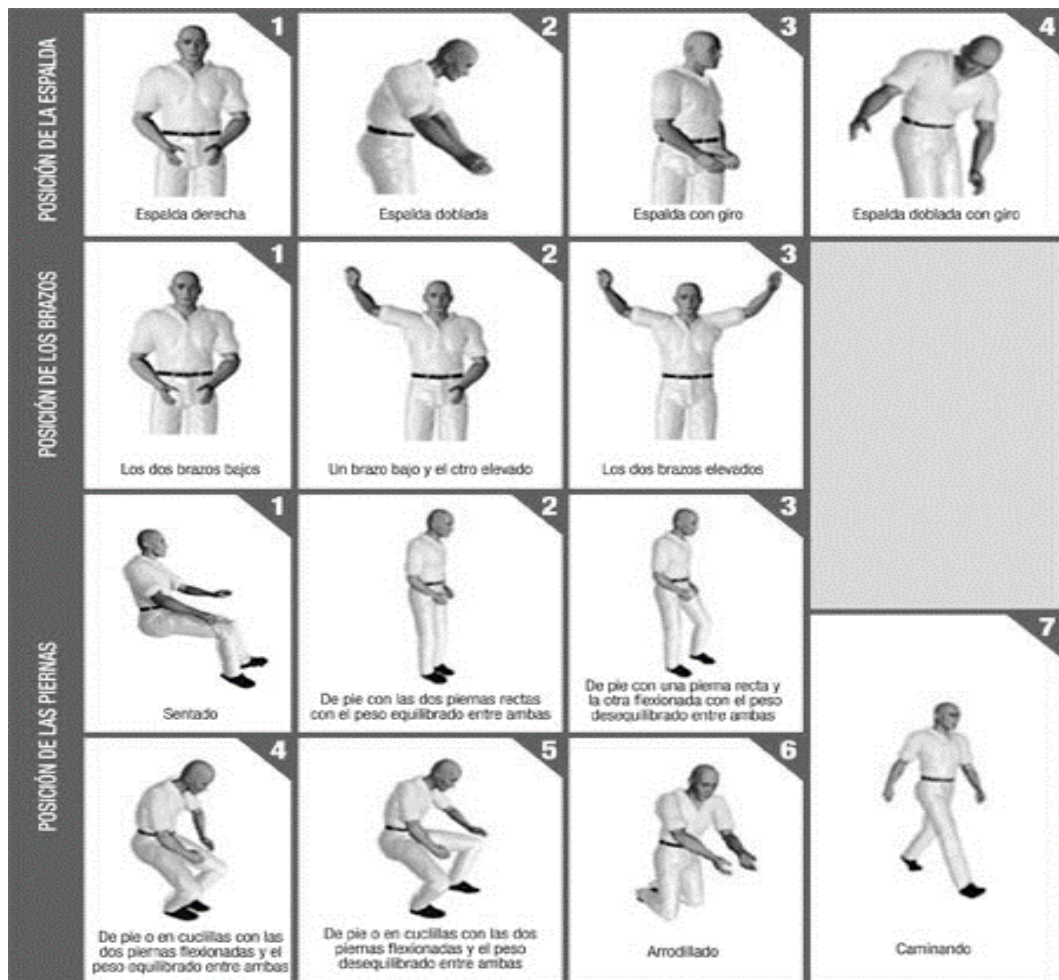 POSICIÓN DE LA ESPALDA
1
Espalda derecha
2
Espalda doblada
3
Espalda con giro
4
Espalda doblada con giro
POSICIÓN DE LOS BRAZOS
1
Los dos brazos bajos
2
Un brazo bajo y el otro elevado
3
Los dos brazos elevados
POSICIÓN DE LAS PIERNAS
1
Sentado
2
De pie con las dos piernas rectas
con el peso equilibrado entre ambas
3
De pie con una pierna recta y
la otra flexionada con el peso
desequilibrado entre ambas
4
De pie o en cuclillas con las
dos piernas flexionadas y el
peso equilibrado entre ambas
5
De pie o en cuclillas con las dos
piernas flexionadas y el peso
desequilibrado entre ambas
6
Arrodillado
7
Caminando